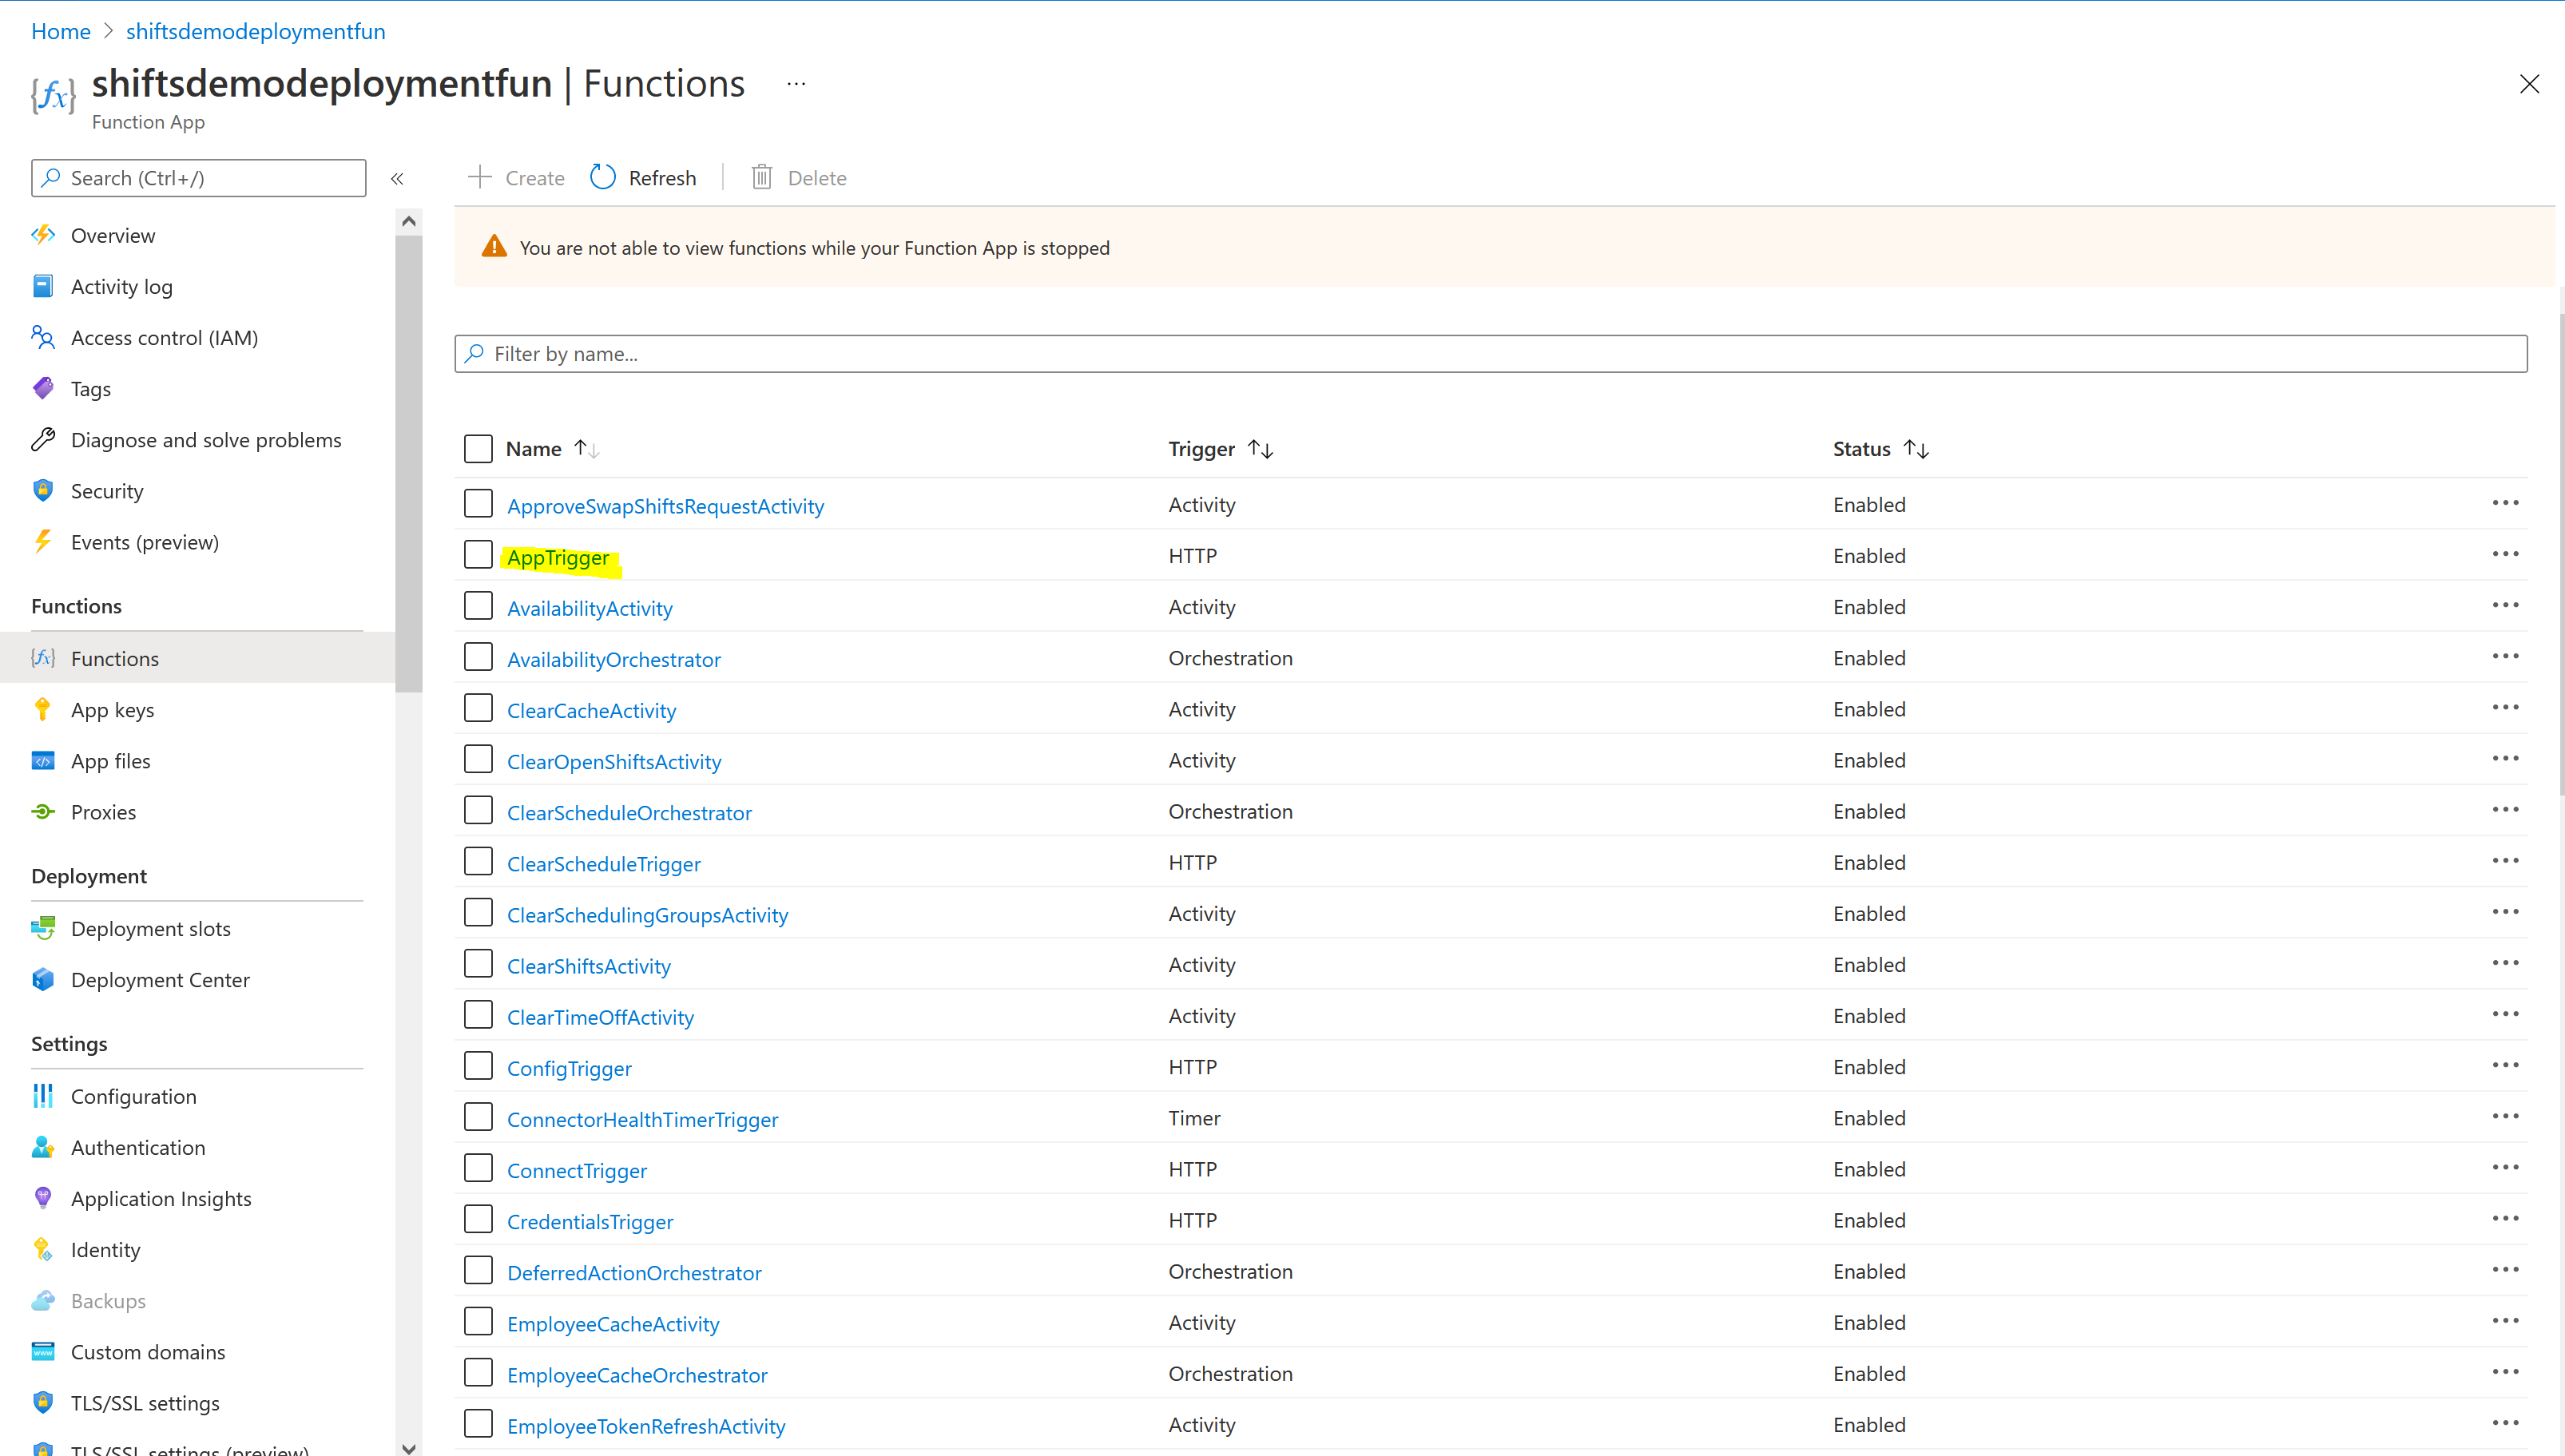 Home > shiftsdemodeploymentfun
{fx} shiftsdemodeploymentfun | Functions ...
Function App
Search (Ctrl+/)
«
Overview
Activity log
Access control (IAM)
Tags
Diagnose and solve problems
Security
Events (preview)
Functions
{fx} Functions
App keys
App files
Proxies
Deployment
Deployment slots
Deployment Center
Settings
Configuration
Authentication
Application Insights
Identity
Backups
Custom domains
TLS/SSL settings
TLS/SSL settings (preview)
Create Refresh Delete
You are not able to view functions while your Function App is stopped
Filter by name...
Name Trigger Status
ApproveSwapShiftsRequestActivity Activity Enabled ...
AppTrigger HTTP Enabled ...
AvailabilityActivity Activity Enabled ...
AvailabilityOrchestrator Orchestration Enabled ...
ClearCacheActivity Activity Enabled ...
ClearOpenShiftsActivity Activity Enabled ...
ClearScheduleOrchestrator Orchestration Enabled ...
ClearScheduleTrigger HTTP Enabled ...
ClearSchedulingGroupsActivity Activity Enabled ...
ClearShiftsActivity Activity Enabled ...
ClearTimeOffActivity Activity Enabled ...
ConfigTrigger HTTP Enabled ...
ConnectorHealthTimerTrigger Timer Enabled ...
ConnectTrigger HTTP Enabled ...
CredentialsTrigger HTTP Enabled ...
DeferredActionOrchestrator Orchestration Enabled ...
EmployeeCacheActivity Activity Enabled ...
EmployeeCacheOrchestrator Orchestration Enabled ...
EmployeeTokenRefreshActivity Activity Enabled ...